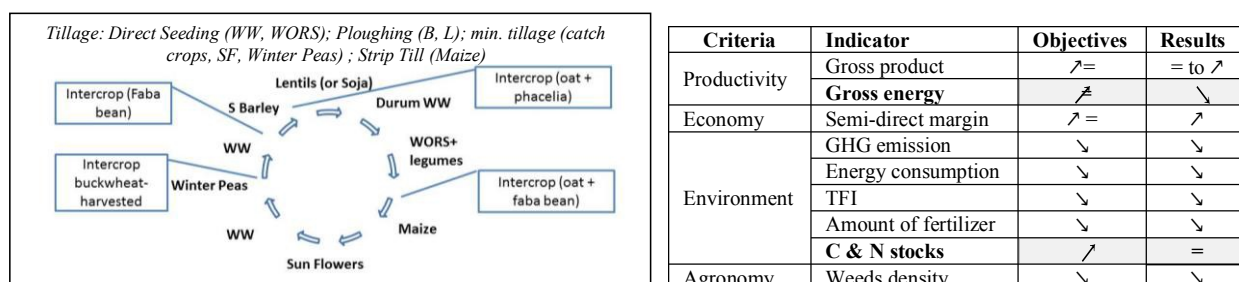 Tillage: Direct Seeding (WW, WORS); Ploughing (B, L); min. tillage (catch
crops, SF, Winter Peas) ; Strip Till (Maize)
Lentils (or Soja)
Intercrop (oat +
phacelia)
Intercrop (Faba
bean)
S Barley
Durum WW
WW
WORS+
legumes
Intercrop
buckwheat-
harvested
Winter Peas
Intercrop (oat +
faba bean)
WW
Maize
Sun Flowers
Criteria Indicator Objectives Results
Productivity
Gross product ↗= = to ↗
Gross energy ↘
Economy Semi-direct margin ↗ = ↗
Environment
GHG emission ↘ ↘
Energy consumption ↘ ↘
TFI ↘ ↘
Amount of fertilizer ↘ ↘
C & N stocks ↗ =
Agronomy Weeds density ↘ ↘